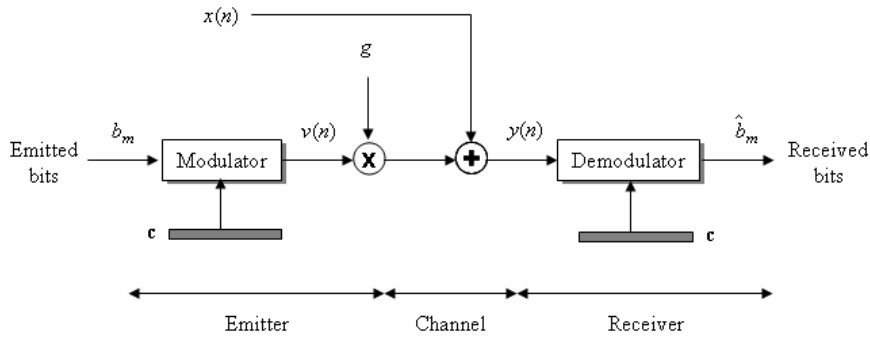 x(n)
g
b_m
v(n)
y(n)
b̂_m
Emitted bits
Modulator
X
+
Demodulator
Received bits
c
c
Emitter
Channel
Receiver